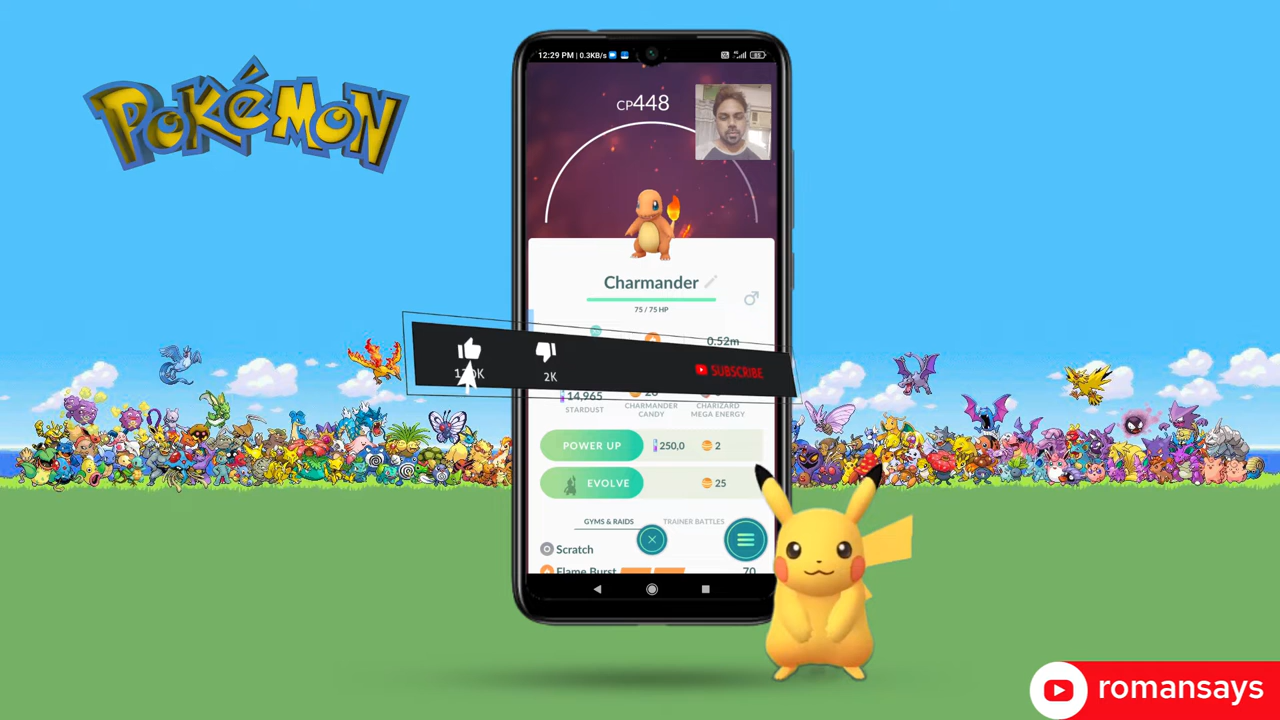 POKéMON
12:29 PM | 0.3KB/s
85
CP448
Charmander
75 / 75 HP
0.52m
2K
SUBSCRIBE
14,965
STARDUST
CHARMANDER
CANDY
CHARIZARD
MEGA ENERGY
POWER UP
250,0
2
EVOLVE
25
GYMS & RAIDS
TRAINER BATTLES
Scratch
Flame Burst
70
romansays